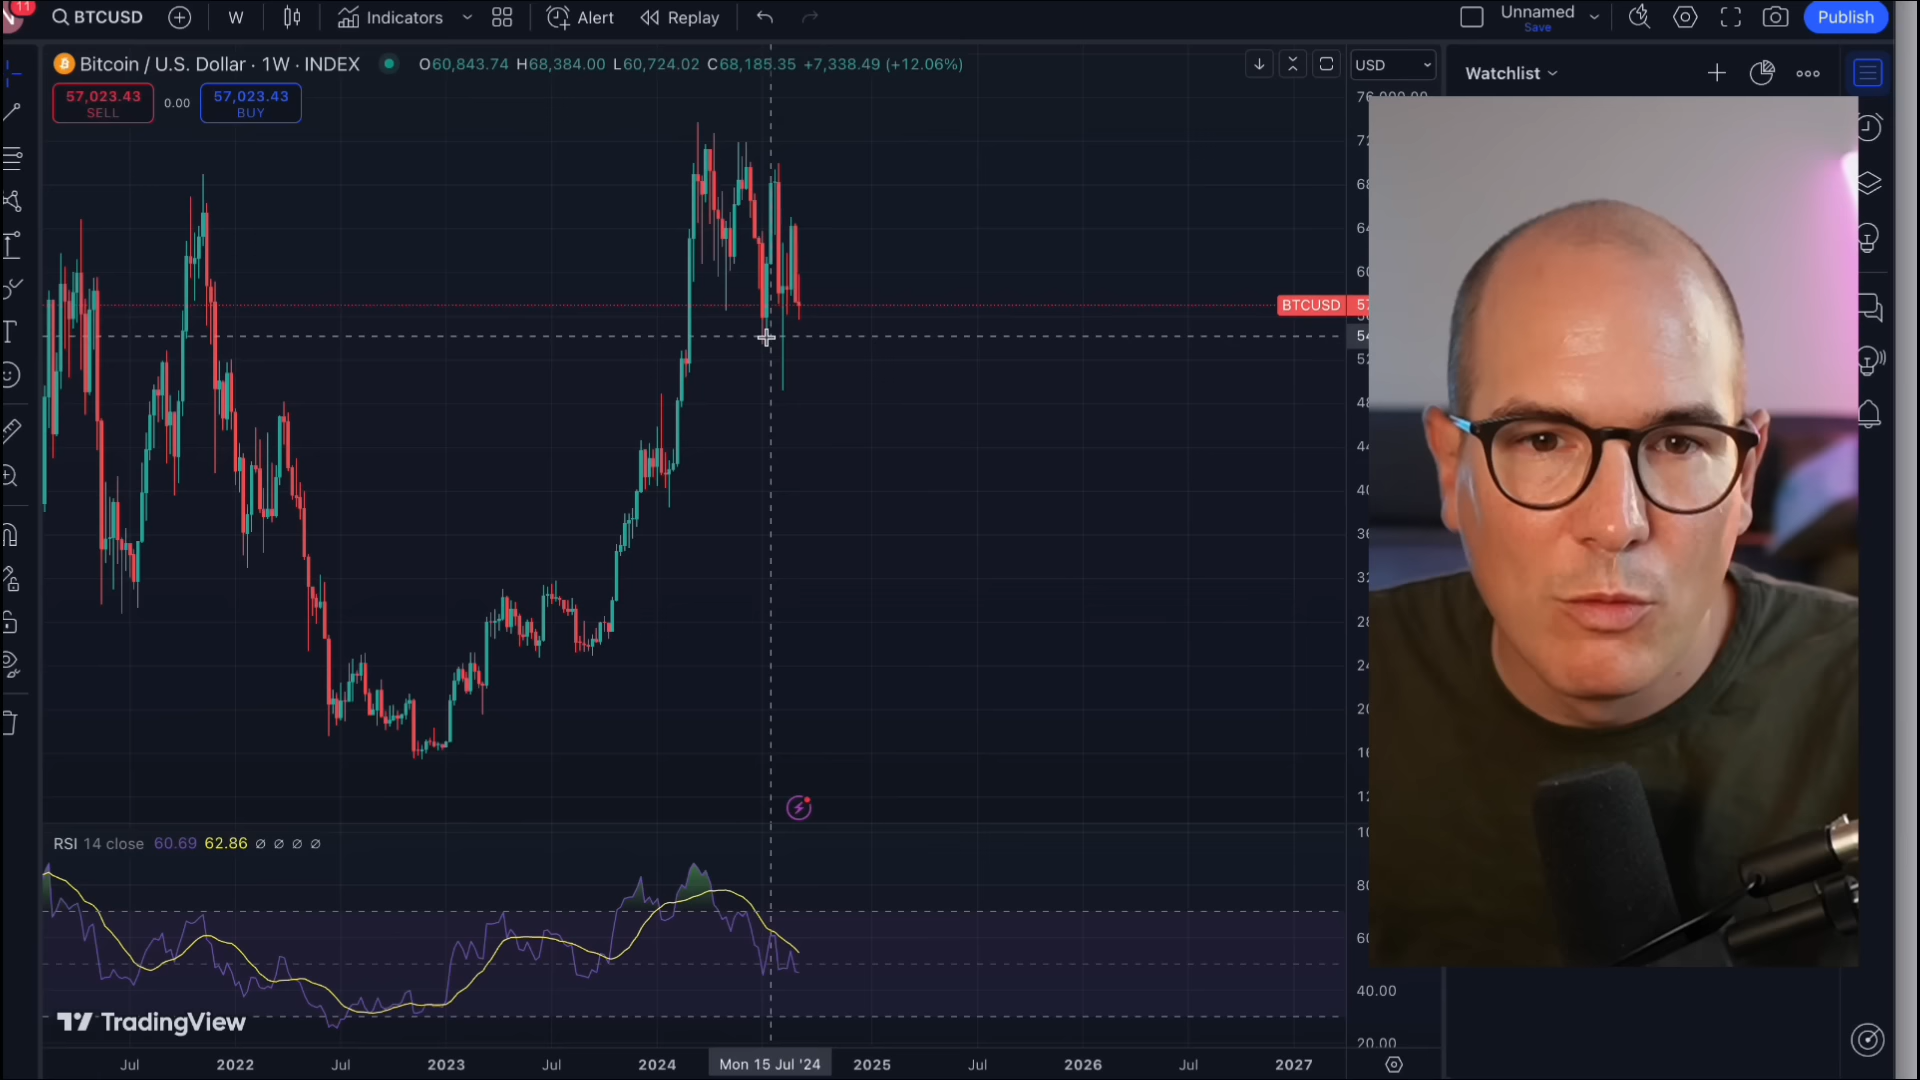 11
BTCUSD
W
Indicators
Alert
Replay
Unnamed
Save
Publish
Bitcoin / U.S. Dollar · 1W · INDEX
O60,843.74 H68,384.00 L60,724.02 C68,185.35 +7,338.49 (+12.06%)
USD
Watchlist
57,023.43
SELL
0.00
57,023.43
BUY
BTCUSD
RSI 14 close 60.69 62.86 ∅ ∅ ∅ ∅
40.00
20.00
TradingView
Jul
2022
Jul
2023
Jul
2024
Mon 15 Jul '24
2025
Jul
2026
Jul
2027